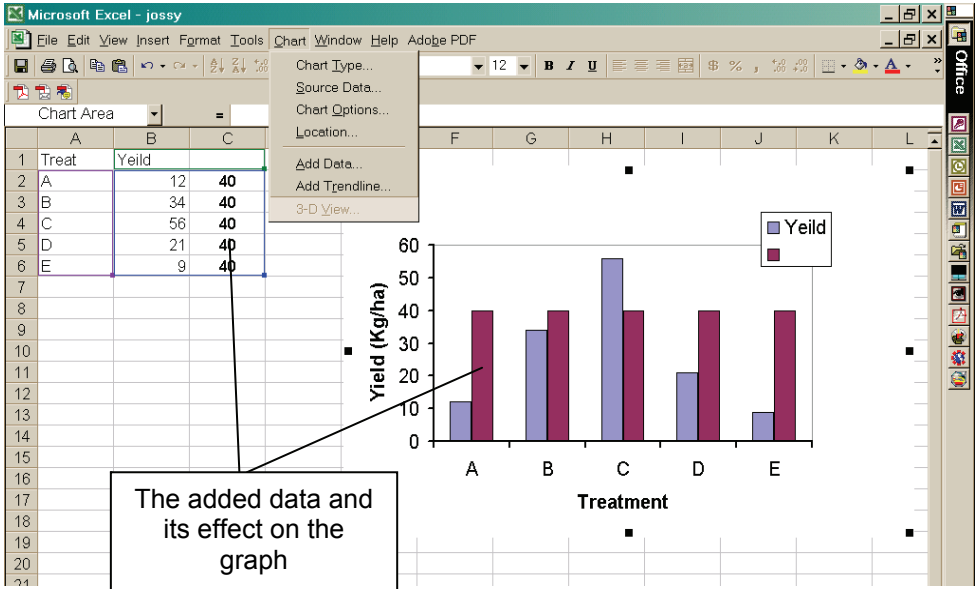 Microsoft Excel - jossy
File Edit View Insert Format Tools Chart Window Help Adobe PDF
12 B I U $ % ,
Chart Area =
Chart Type...
Source Data...
Chart Options...
Location...
Add Data...
Add Trendline...
3-D View...
Office
A B C F G H I J K L
1 Treat Yeild
2 A 12 40
3 B 34 40
4 C 56 40
5 D 21 40
6 E 9 40
7
8
9
10
11
12
13
14
15
16
17
18
19
20
21
Yeild
60
50
40
30
20
10
0
Yield (Kg/ha)
A B C D E
Treatment
The added data and
its effect on the
graph